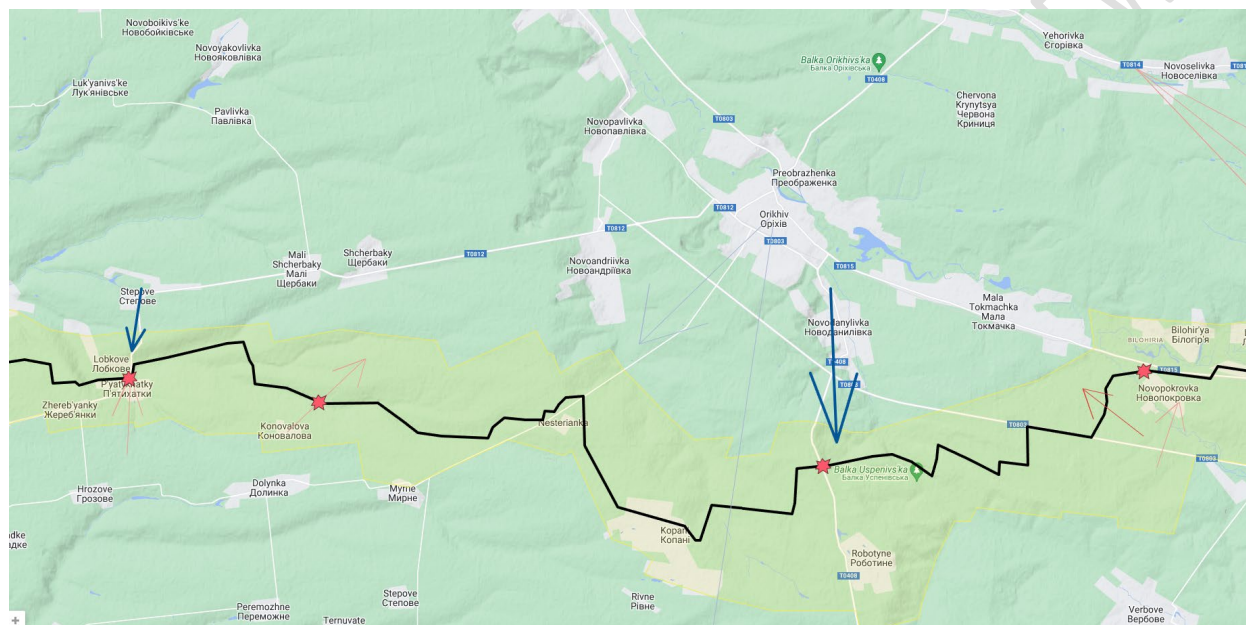 Novoboikivs'ke
Новобойківське
Novoyakovlivka
Новояковлівка
Yehorivka
Єгорівка
Balka Orikhivs'ka
Балка Оріхівська
T0408
T0814
Novoselivka
Новоселівка
Luk'yanivs'ke
Лук'янівське
Pavlivka
Павлівка
Chervona
Krynytsya
Червона
Криниця
Novopavlivka
Новопавлівка
T0803
Preobrazhenka
Преображенка
T0812
Orikhiv
Оріхів
T0812
T0803
Mali
Shcherbaky
Малі
Щербаки
Shcherbaky
Щербаки
T0812
Novoandriivka
Новоандріївка
T0815
Stepove
Степове
Mala
Tokmachka
Мала
Токмачка
Novodanylivka
Новоданилівка
Bilohir'ya
Білогір'я
BILOHIRIA
Lobkove
Лобкове
T0815
P'yatykhatky
П'ятихатки
Novopokrovka
Новопокровка
Zhereb'yanky
Жереб'янки
Konovalova
Коновалова
Nesterianka
T0803
T0803
Balka Uspenivs'ka
Балка Успенівська
Hrozove
Грозове
Dolynka
Долинка
Myrne
Мирне
Kopani
Копані
Robotyne
Роботине
T0408
Stepove
Степове
Rivne
Рівне
Peremozhne
Переможне
Ternuvate
Verbove
Вербове